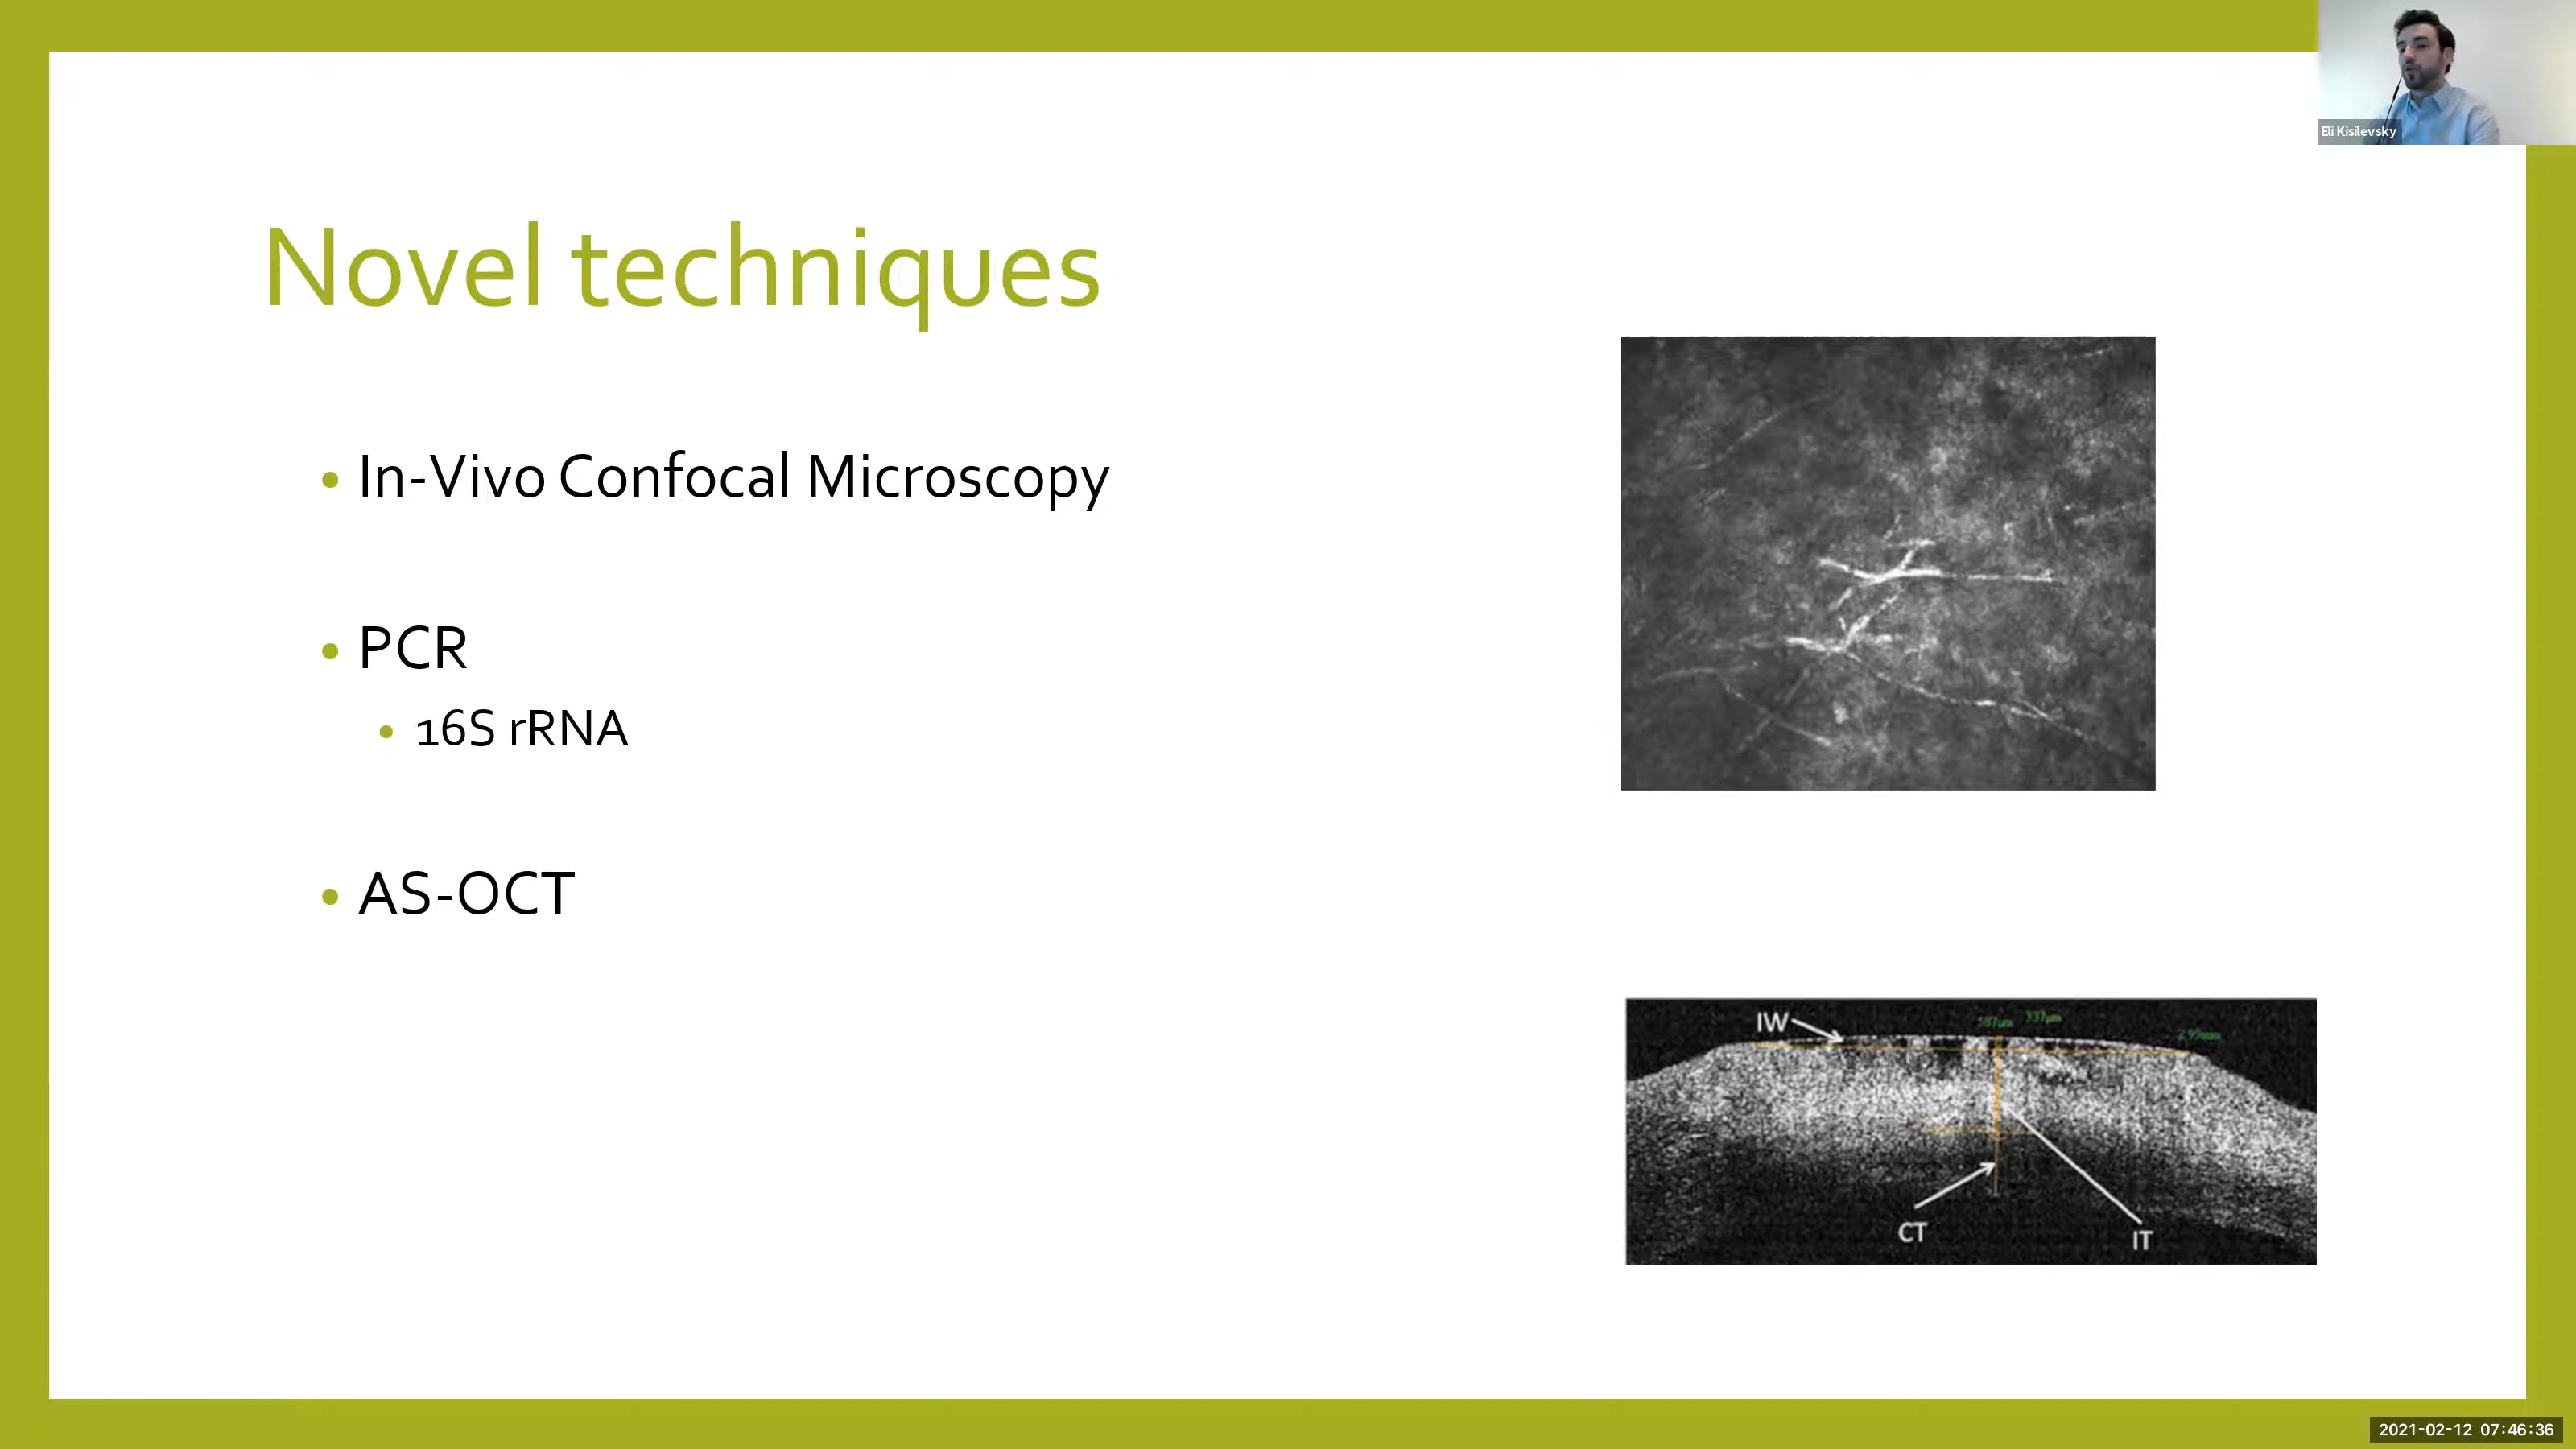 Eli Kisilevsky
Novel techniques
• In-Vivo Confocal Microscopy
• PCR
• 16S rRNA
• AS-OCT
IW
337µm
CT
IT
2021-02-12 07:46:36